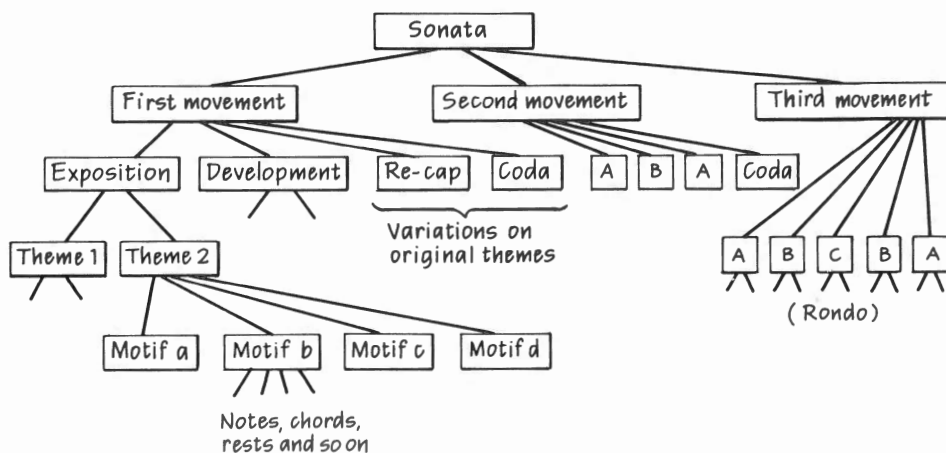 Sonata
First movement
Second movement
Third movement
Exposition
Development
Re-cap
Coda
A
B
A
Coda
Variations on
original themes
Theme 1
Theme 2
A
B
C
B
A
(Rondo)
Motif a
Motif b
Motif c
Motif d
Notes, chords,
rests and so on